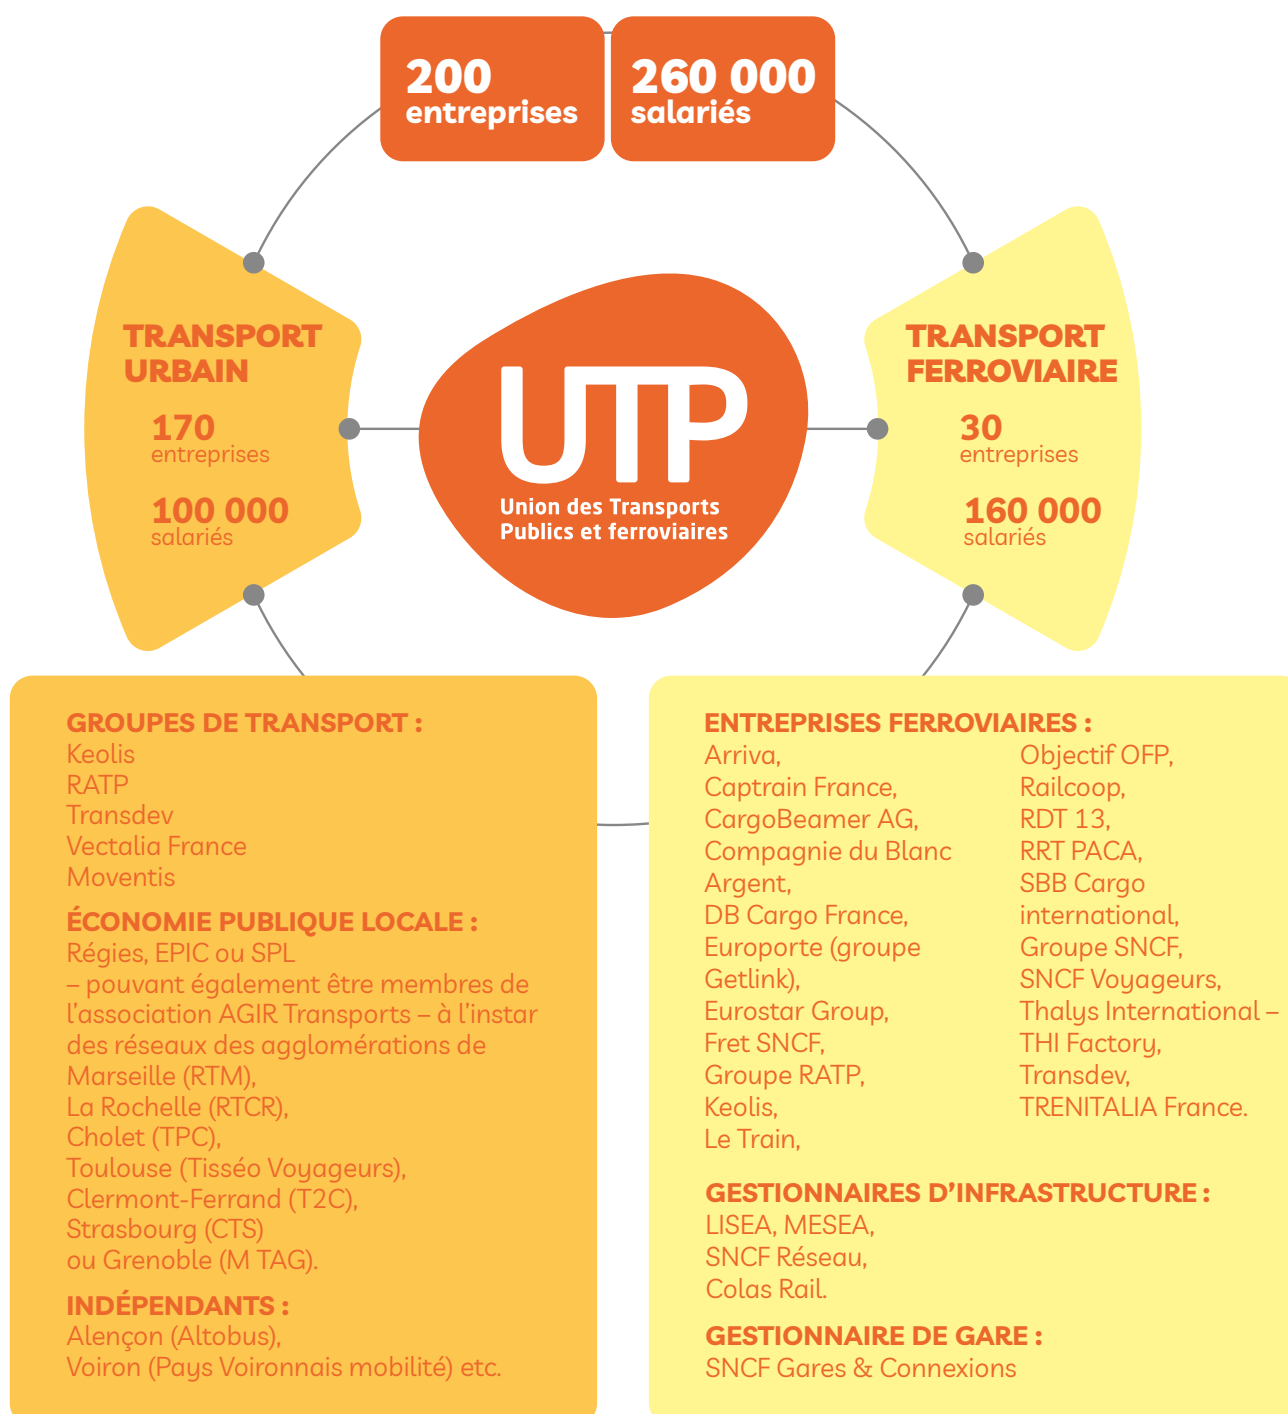 200
entreprises
260 000
salariés
TRANSPORT
URBAIN
170
entreprises
100 000
salariés
UTP
Union des Transports
Publics et ferroviaires
TRANSPORT
FERROVIAIRE
30
entreprises
160 000
salariés
GROUPES DE TRANSPORT :
Keolis
RATP
Transdev
Vectalia France
Moventis
ÉCONOMIE PUBLIQUE LOCALE :
Régies, EPIC ou SPL
– pouvant également être membres de
l’association AGIR Transports – à l’instar
des réseaux des agglomérations de
Marseille (RTM),
La Rochelle (RTCR),
Cholet (TPC),
Toulouse (Tisséo Voyageurs),
Clermont-Ferrand (T2C),
Strasbourg (CTS)
ou Grenoble (M TAG).
INDÉPENDANTS :
Alençon (Altobus),
Voiron (Pays Voironnais mobilité) etc.
ENTREPRISES FERROVIAIRES :
Arriva,
Captrain France,
CargoBeamer AG,
Compagnie du Blanc
Argent,
DB Cargo France,
Europorte (groupe
Getlink),
Eurostar Group,
Fret SNCF,
Groupe RATP,
Keolis,
Le Train,
Objectif OFP,
Railcoop,
RDT 13,
RRT PACA,
SBB Cargo
international,
Groupe SNCF,
SNCF Voyageurs,
Thalys International –
THI Factory,
Transdev,
TRENITALIA France.
GESTIONNAIRES D’INFRASTRUCTURE :
LISEA, MESEA,
SNCF Réseau,
Colas Rail.
GESTIONNAIRE DE GARE :
SNCF Gares & Connexions